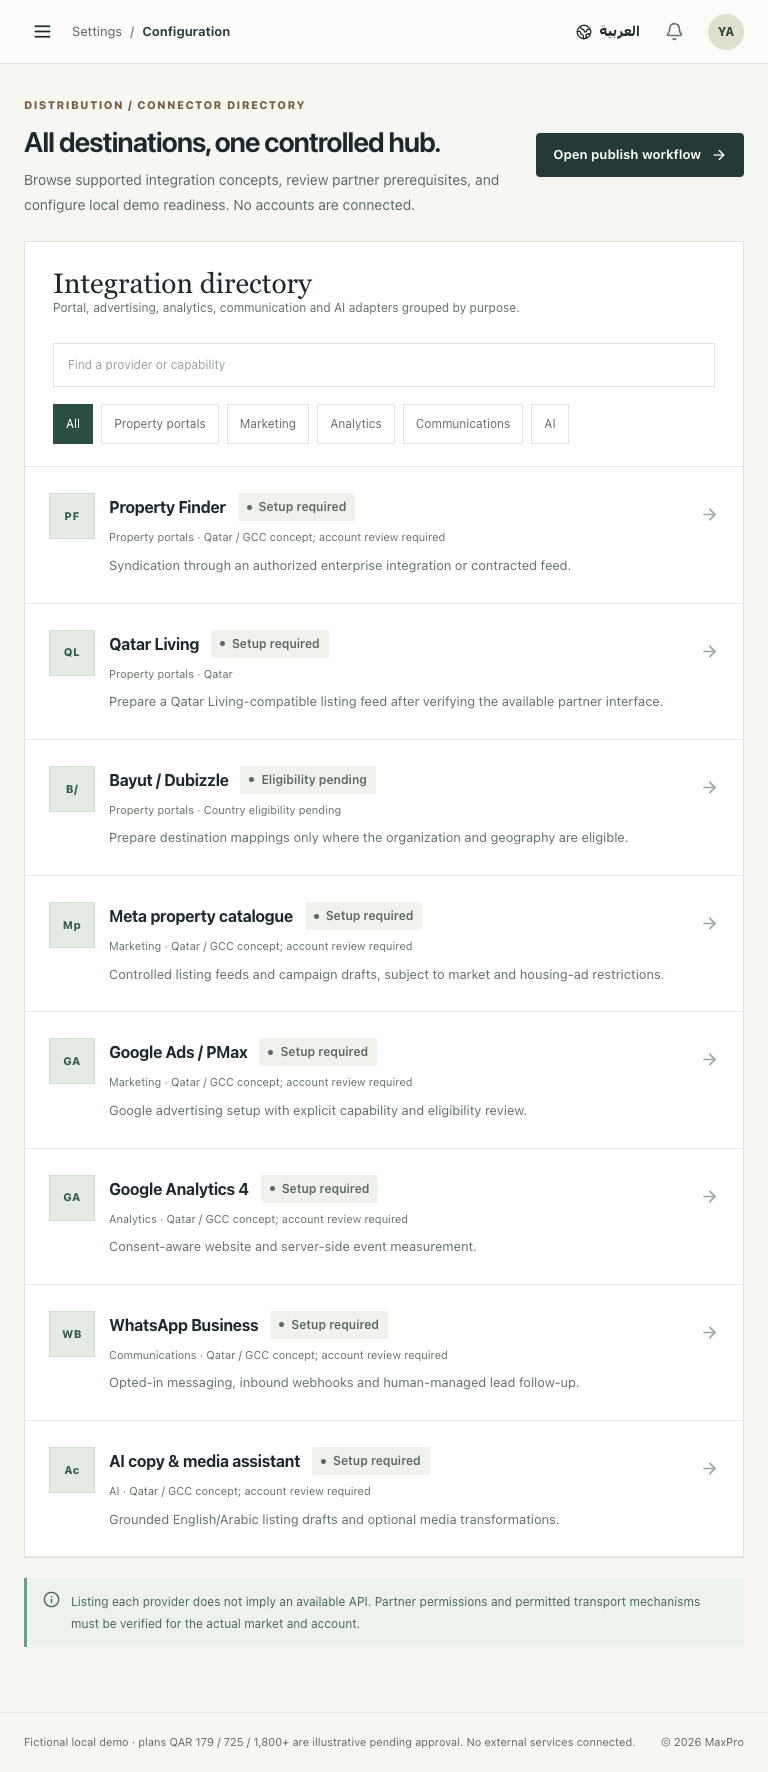 Settings / Configuration
العربية
YA
DISTRIBUTION / CONNECTOR DIRECTORY
All destinations, one controlled hub.
Browse supported integration concepts, review partner prerequisites, and
configure local demo readiness. No accounts are connected.
Open publish workflow
Integration directory
Portal, advertising, analytics, communication and AI adapters grouped by purpose.
Find a provider or capability
All
Property portals
Marketing
Analytics
Communications
AI
PF
Property Finder
Setup required
Property portals · Qatar / GCC concept; account review required
Syndication through an authorized enterprise integration or contracted feed.
QL
Qatar Living
Setup required
Property portals · Qatar
Prepare a Qatar Living-compatible listing feed after verifying the available partner interface.
B/
Bayut / Dubizzle
Eligibility pending
Property portals · Country eligibility pending
Prepare destination mappings only where the organization and geography are eligible.
Mp
Meta property catalogue
Setup required
Marketing · Qatar / GCC concept; account review required
Controlled listing feeds and campaign drafts, subject to market and housing-ad restrictions.
GA
Google Ads / PMax
Setup required
Marketing · Qatar / GCC concept; account review required
Google advertising setup with explicit capability and eligibility review.
GA
Google Analytics 4
Setup required
Analytics · Qatar / GCC concept; account review required
Consent-aware website and server-side event measurement.
WB
WhatsApp Business
Setup required
Communications · Qatar / GCC concept; account review required
Opted-in messaging, inbound webhooks and human-managed lead follow-up.
Ac
AI copy & media assistant
Setup required
AI · Qatar / GCC concept; account review required
Grounded English/Arabic listing drafts and optional media transformations.
Listing each provider does not imply an available API. Partner permissions and permitted transport mechanisms
must be verified for the actual market and account.
Fictional local demo · plans QAR 179 / 725 / 1,800+ are illustrative pending approval. No external services connected.
© 2026 MaxPro